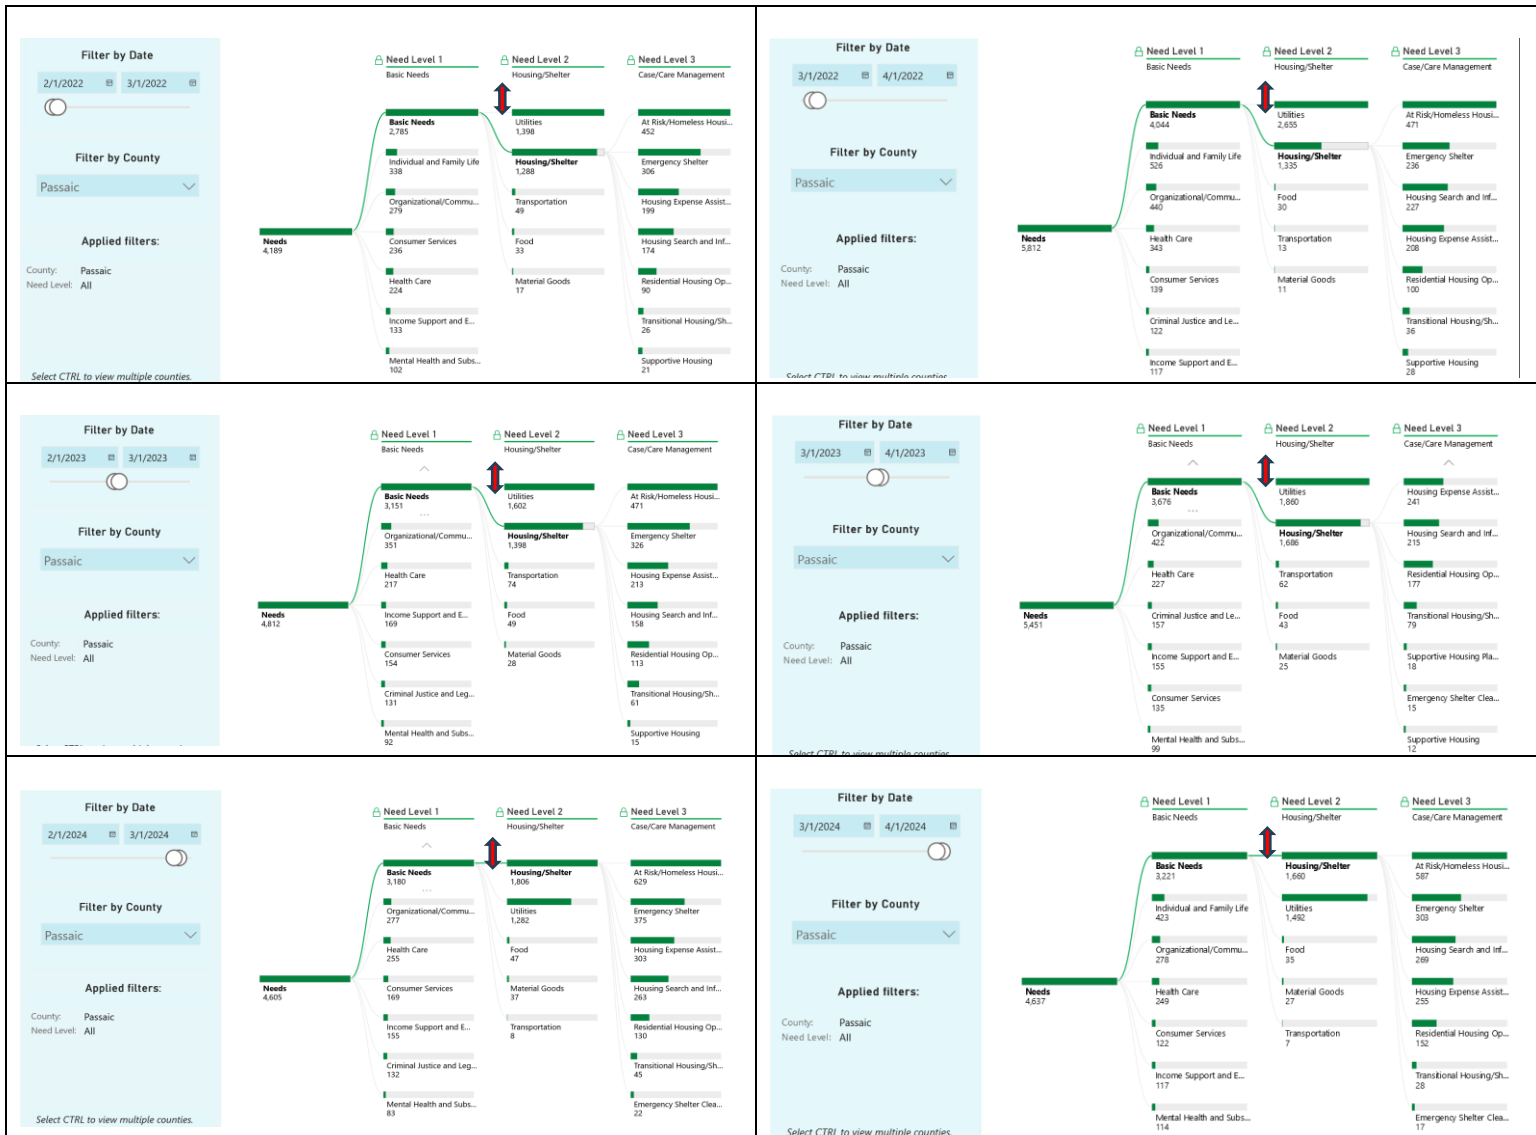 Filter by Date
2/1/2022 3/1/2022
Filter by County
Passaic
Applied filters:
County: Passaic
Need Level: All
Select CTRL to view multiple counties.
Need Level 1 Need Level 2 Need Level 3
Basic Needs Housing/Shelter Case/Care Management
Needs
4,189
Basic Needs
2,785
Individual and Family Life
338
Organizational/Commu...
279
Consumer Services
236
Health Care
224
Income Support and E...
133
Mental Health and Subs...
102
Utilities
1,398
Housing/Shelter
1,288
Transportation
49
Food
33
Material Goods
17
At Risk/Homeless Housi...
452
Emergency Shelter
306
Housing Expense Assist...
199
Housing Search and Inf...
174
Residential Housing Op...
90
Transitional Housing/Sh...
26
Supportive Housing
21
Filter by Date
3/1/2022 4/1/2022
Filter by County
Passaic
Applied filters:
County: Passaic
Need Level: All
Select CTRL to view multiple counties.
Need Level 1 Need Level 2 Need Level 3
Basic Needs Housing/Shelter Case/Care Management
Needs
5,812
Basic Needs
4,044
Individual and Family Life
526
Organizational/Commu...
440
Health Care
343
Consumer Services
139
Criminal Justice and Le...
122
Income Support and E...
117
Utilities
2,655
Housing/Shelter
1,335
Food
30
Transportation
13
Material Goods
11
At Risk/Homeless Housi...
471
Emergency Shelter
236
Housing Search and Inf...
227
Housing Expense Assist...
208
Residential Housing Op...
100
Transitional Housing/Sh...
36
Supportive Housing
28
Filter by Date
2/1/2023 3/1/2023
Filter by County
Passaic
Applied filters:
County: Passaic
Need Level: All
Need Level 1 Need Level 2 Need Level 3
Basic Needs Housing/Shelter Case/Care Management
Needs
4,812
Basic Needs
3,151
...
Organizational/Commu...
351
Health Care
217
Income Support and E...
169
Consumer Services
154
Criminal Justice and Leg...
131
Mental Health and Subs...
92
Utilities
1,602
Housing/Shelter
1,398
Transportation
74
Food
49
Material Goods
28
At Risk/Homeless Housi...
471
Emergency Shelter
326
Housing Expense Assist...
213
Housing Search and Inf...
158
Residential Housing Op...
113
Transitional Housing/Sh...
61
Supportive Housing
15
Filter by Date
3/1/2023 4/1/2023
Filter by County
Passaic
Applied filters:
County: Passaic
Need Level: All
Select CTRL to view multiple counties.
Need Level 1 Need Level 2 Need Level 3
Basic Needs Housing/Shelter Case/Care Management
Needs
5,451
Basic Needs
3,676
...
Organizational/Commu...
422
Health Care
227
Criminal Justice and Leg...
157
Income Support and E...
155
Consumer Services
135
Mental Health and Subs...
99
Utilities
1,860
Housing/Shelter
1,686
Transportation
62
Food
43
Material Goods
25
Housing Expense Assist...
241
Housing Search and Inf...
215
Residential Housing Op...
177
Transitional Housing/Sh...
79
Supportive Housing Pla...
18
Emergency Shelter Clea...
15
Supportive Housing
12
Filter by Date
2/1/2024 3/1/2024
Filter by County
Passaic
Applied filters:
County: Passaic
Need Level: All
Select CTRL to view multiple counties.
Need Level 1 Need Level 2 Need Level 3
Basic Needs Housing/Shelter Case/Care Management
Needs
4,605
Basic Needs
3,180
...
Organizational/Commu...
277
Health Care
255
Consumer Services
169
Income Support and E...
155
Criminal Justice and Leg...
132
Mental Health and Subs...
83
Housing/Shelter
1,806
Utilities
1,282
Food
47
Material Goods
37
Transportation
8
At Risk/Homeless Housi...
629
Emergency Shelter
375
Housing Expense Assist...
303
Housing Search and Inf...
263
Residential Housing Op...
130
Transitional Housing/Sh...
45
Emergency Shelter Clea...
22
Filter by Date
3/1/2024 4/1/2024
Filter by County
Passaic
Applied filters:
County: Passaic
Need Level: All
Select CTRL to view multiple counties.
Need Level 1 Need Level 2 Need Level 3
Basic Needs Housing/Shelter Case/Care Management
Needs
4,637
Basic Needs
3,221
Individual and Family Life
423
Organizational/Commu...
278
Health Care
249
Consumer Services
122
Income Support and E...
117
Mental Health and Subs...
114
Housing/Shelter
1,660
Utilities
1,492
Food
35
Material Goods
27
Transportation
7
At Risk/Homeless Housi...
587
Emergency Shelter
303
Housing Search and Inf...
269
Housing Expense Assist...
255
Residential Housing Op...
152
Transitional Housing/Sh...
28
Emergency Shelter Clea...
17